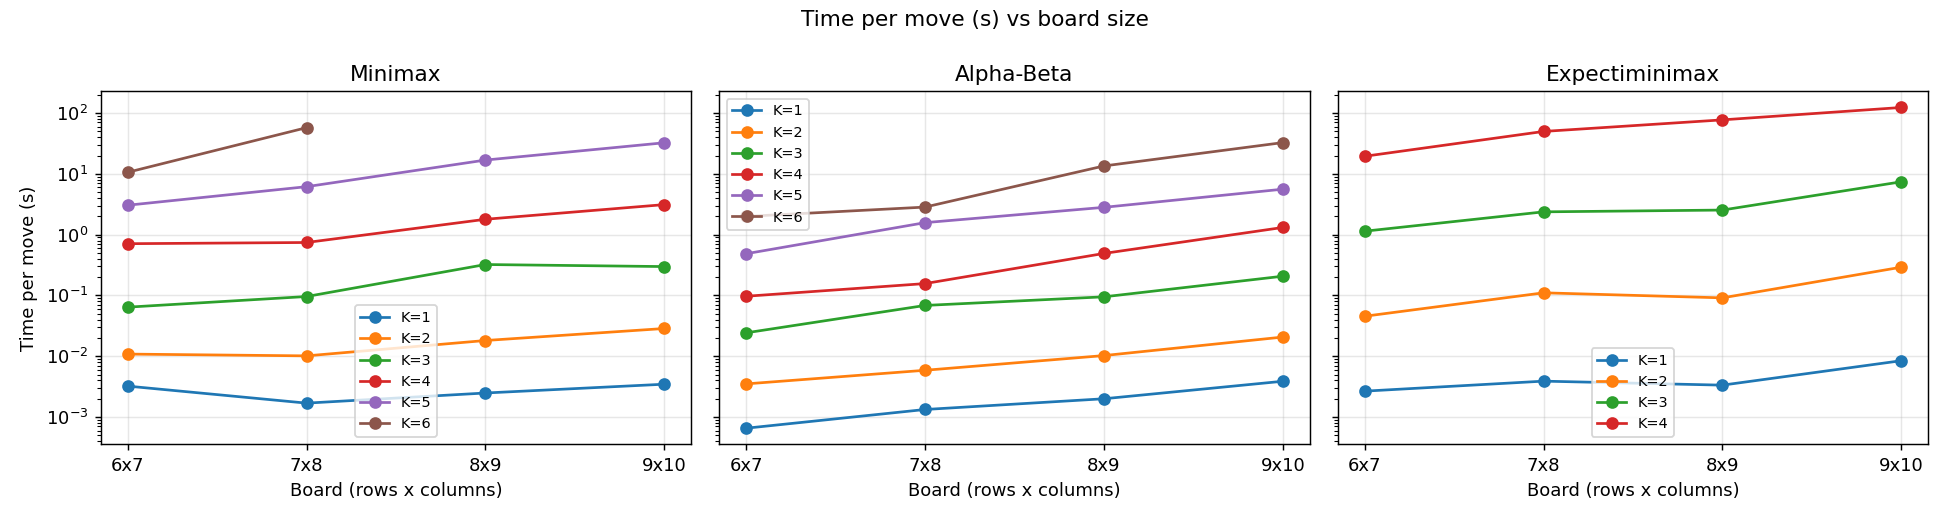 Time per move (s) vs board size
Minimax
Time per move (s)
10²
10¹
10⁰
10⁻¹
10⁻²
10⁻³
K=1
K=2
K=3
K=4
K=5
K=6
6x7
7x8
8x9
9x10
Board (rows x columns)
Alpha-Beta
K=1
K=2
K=3
K=4
K=5
K=6
6x7
7x8
8x9
9x10
Board (rows x columns)
Expectiminimax
K=1
K=2
K=3
K=4
6x7
7x8
8x9
9x10
Board (rows x columns)